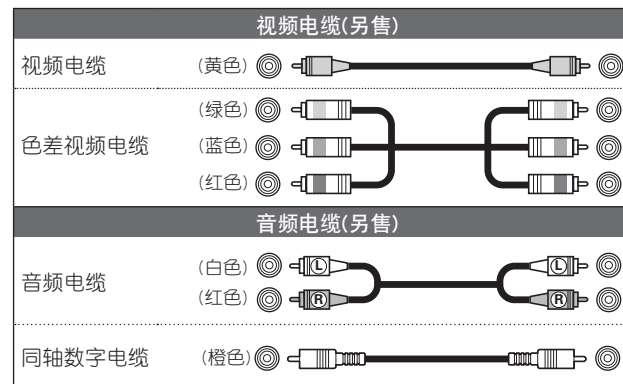 视频电缆(另售)
视频电缆 (黄色)
(绿色)
色差视频电缆 (蓝色)
(红色)
音频电缆(另售)
(白色) L L
音频电缆
(红色) R R
同轴数字电缆 (橙色)